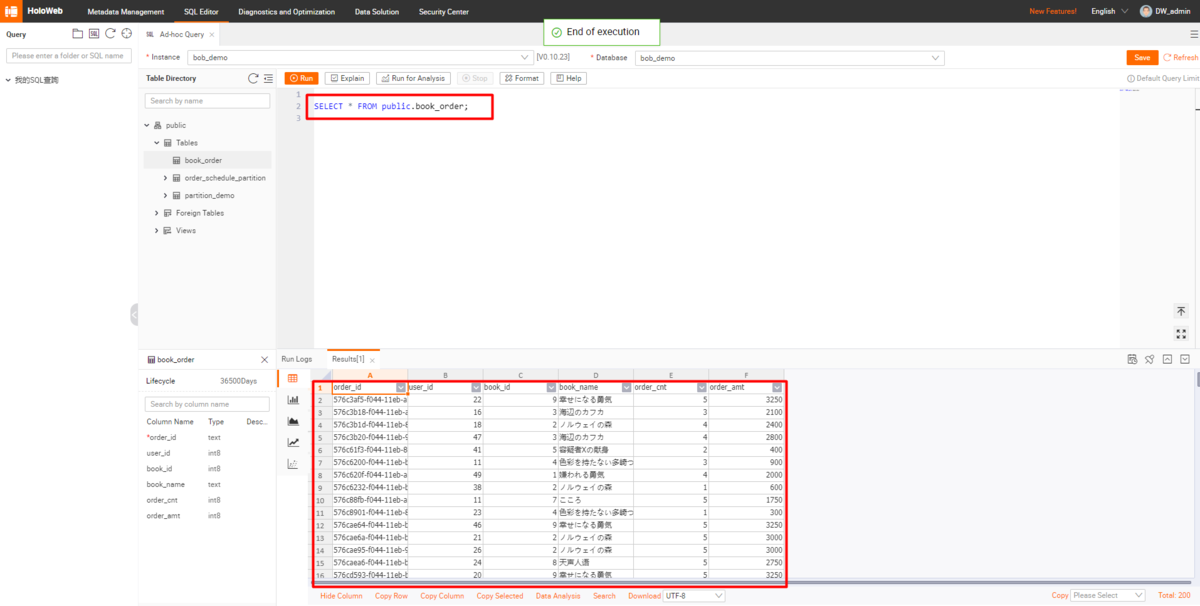 HoloWeb Metadata Management SQL Editor Diagnostics and Optimization Data Solution Security Center New Features! English DW_admin
End of execution
Query
Ad-hoc Query
Please enter a folder or SQL name
* Instance bob_demo [V0.10.23] * Database bob_demo Save Refresh
我的SQL查詢
Table Directory
Run Explain Run for Analysis Stop Format Help Default Query Limit
Search by name
1
2 SELECT * FROM public.book_order;
3
public
Tables
book_order
order_schedule_partition
partition_demo
Foreign Tables
Views
book_order
Run Logs Results[1]
Lifecycle 36500Days
Search by column name
Column Name Type Desc...
*order_id text
user_id int8
book_id int8
book_name text
order_cnt int8
order_amt int8
A B C D E F
1 order_id user_id book_id book_name order_cnt order_amt
2 576c3af5-f044-11eb-a 22 9 幸せになる勇気 5 3250
3 576c3b18-f044-11eb-a 16 3 海辺のカフカ 3 2100
4 576c3b1d-f044-11eb-8 18 2 ノルウェイの森 4 2400
5 576c3b20-f044-11eb-9 47 3 海辺のカフカ 4 2800
6 576c61f3-f044-11eb-8 41 5 容疑者Xの献身 2 400
7 576c6200-f044-11eb-b 11 4 色彩を持たない多崎つ 3 900
8 576c620f-f044-11eb-a 49 1 嫌われる勇気 4 2000
9 576c6232-f044-11eb-b 38 2 ノルウェイの森 1 600
10 576c88fb-f044-11eb-a 11 7 こころ 5 1750
11 576c8901-f044-11eb-8 23 4 色彩を持たない多崎つ 1 300
12 576cae64-f044-11eb-b 46 9 幸せになる勇気 5 3250
13 576cae6a-f044-11eb-b 21 2 ノルウェイの森 5 3000
14 576cae95-f044-11eb-9 26 2 ノルウェイの森 5 3000
15 576caea6-f044-11eb-b 24 8 天声人语 5 2750
16 576cd593-f044-11eb-b 20 9 幸せになる勇気 5 3250
Hide Column Copy Row Copy Column Copy Selected Data Analysis Search Download UTF-8 Copy Please Select Total: 200